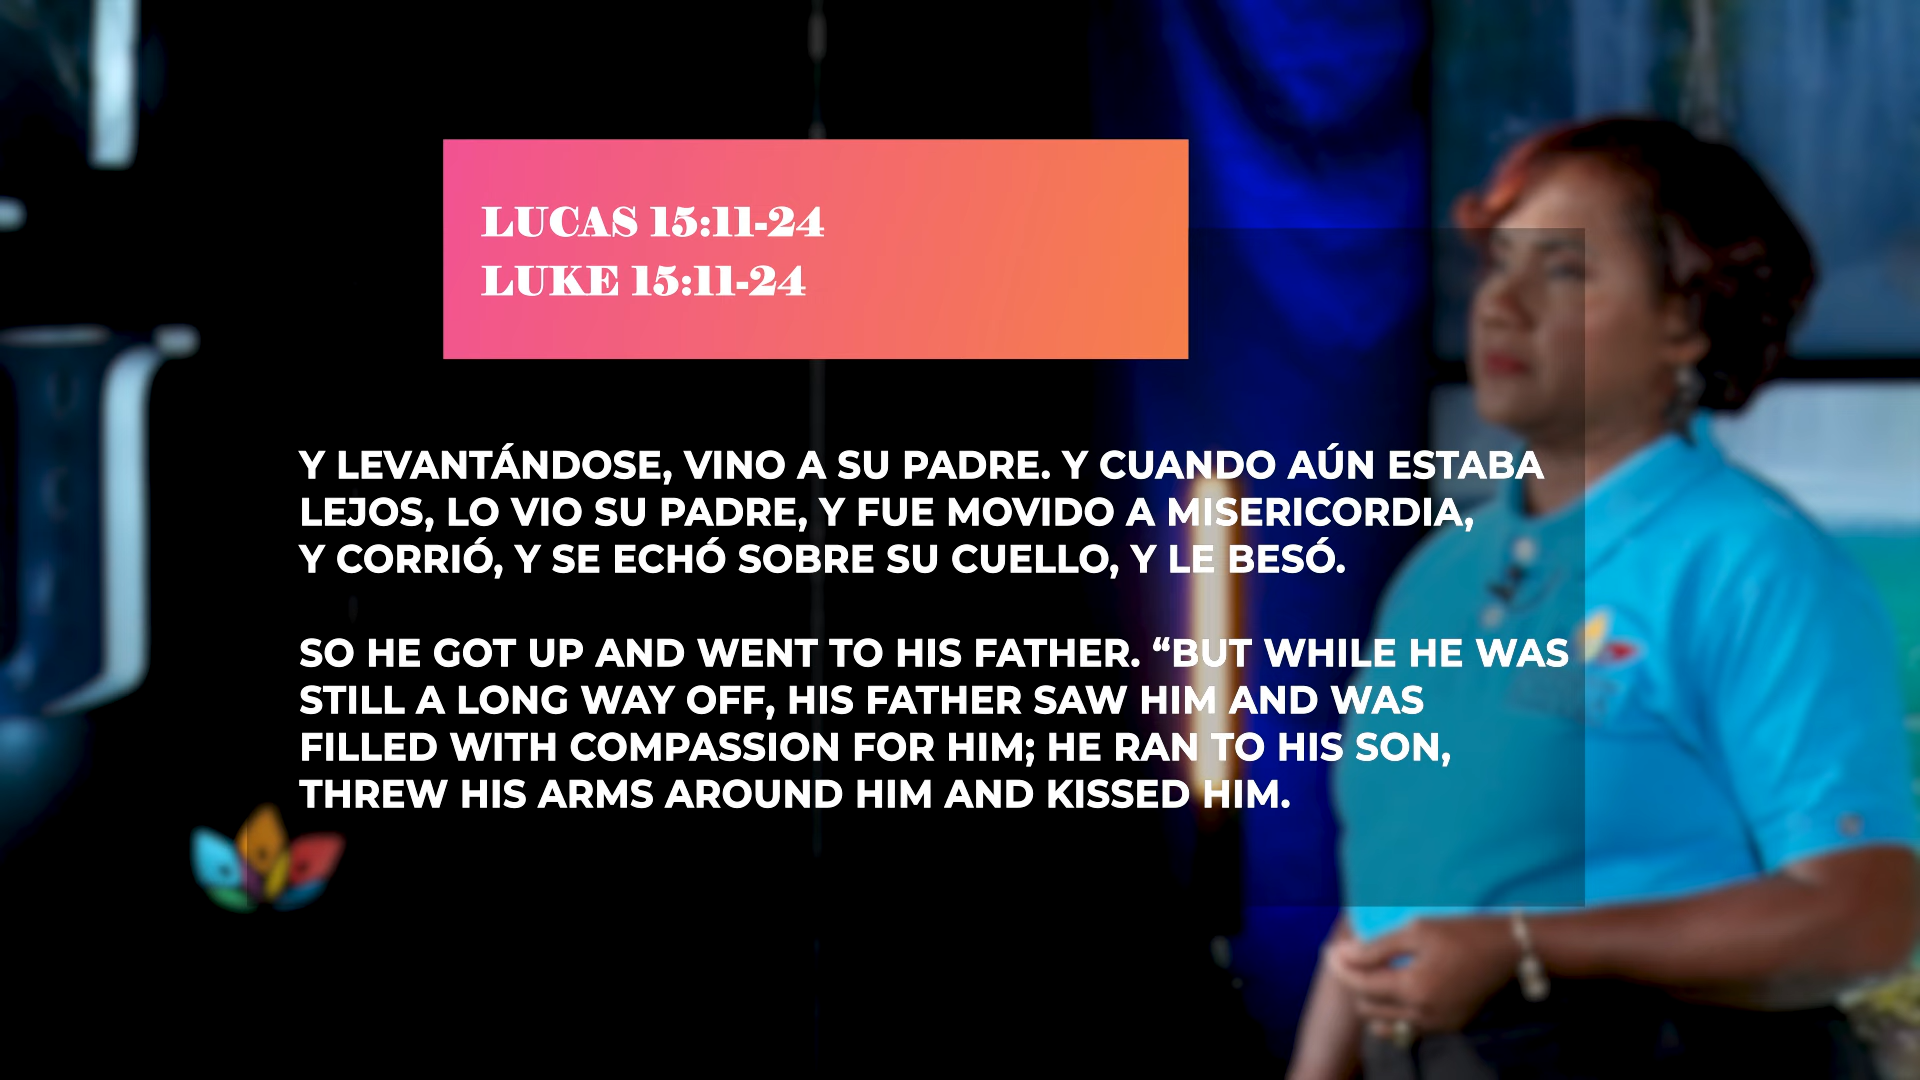 LUCAS 15:11-24
LUKE 15:11-24
Y LEVANTÁNDOSE, VINO A SU PADRE. Y CUANDO AÚN ESTABA
LEJOS, LO VIO SU PADRE, Y FUE MOVIDO A MISERICORDIA,
Y CORRIÓ, Y SE ECHÓ SOBRE SU CUELLO, Y LE BESÓ.
SO HE GOT UP AND WENT TO HIS FATHER. “BUT WHILE HE WAS
STILL A LONG WAY OFF, HIS FATHER SAW HIM AND WAS
FILLED WITH COMPASSION FOR HIM; HE RAN TO HIS SON,
THREW HIS ARMS AROUND HIM AND KISSED HIM.